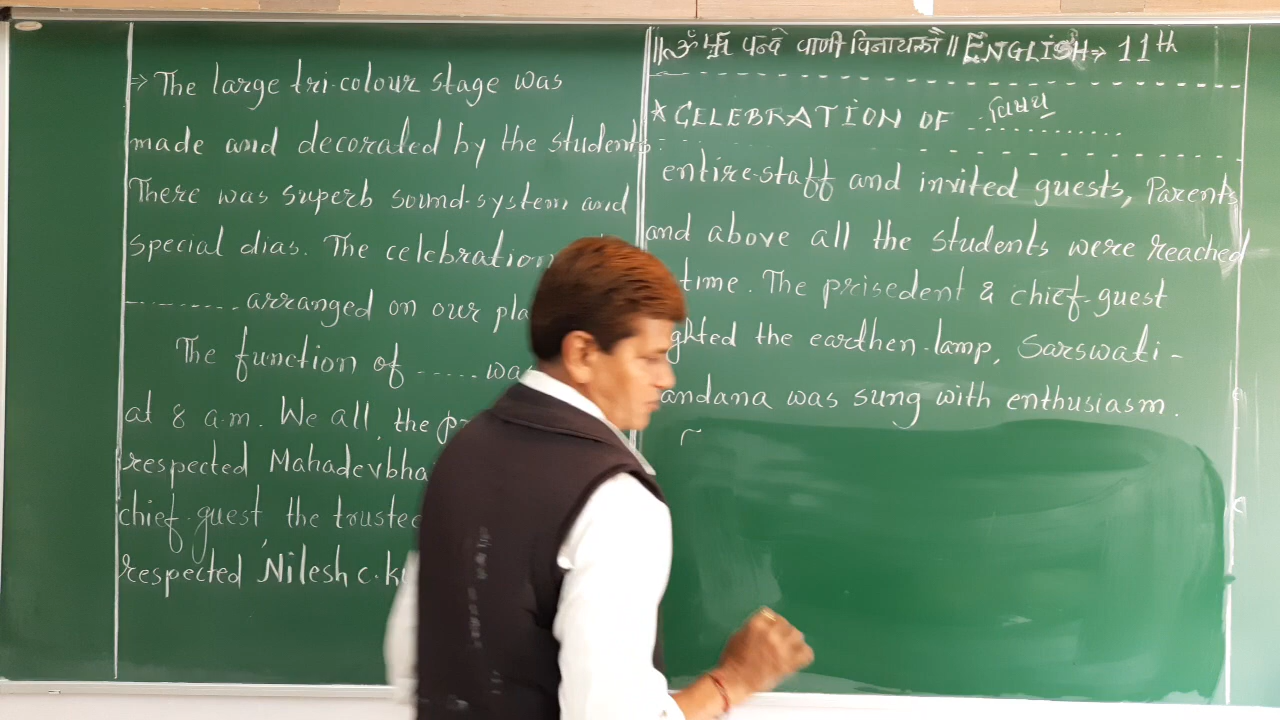 → The large tri-colour stage was
made and decorated by the students.
There was superb sound-system and
special dias. The celebration
.......... arranged on our pla
The function of ..... was
at 8 a.m. We all, the p
respected Mahadevbha
chief-guest, the trustee
respected Nilesh c. k
॥ ॐ 卐 वन्दे वाणी विनायकौ ॥ ENGLISH → 11th
* CELEBRATION OF ............
entire-staff and invited guests, Parents
and above all the students were reached
time. The prisedent & chief-guest
ghted the earthen-lamp, Sarswati-
andana was sung with enthusiasm.